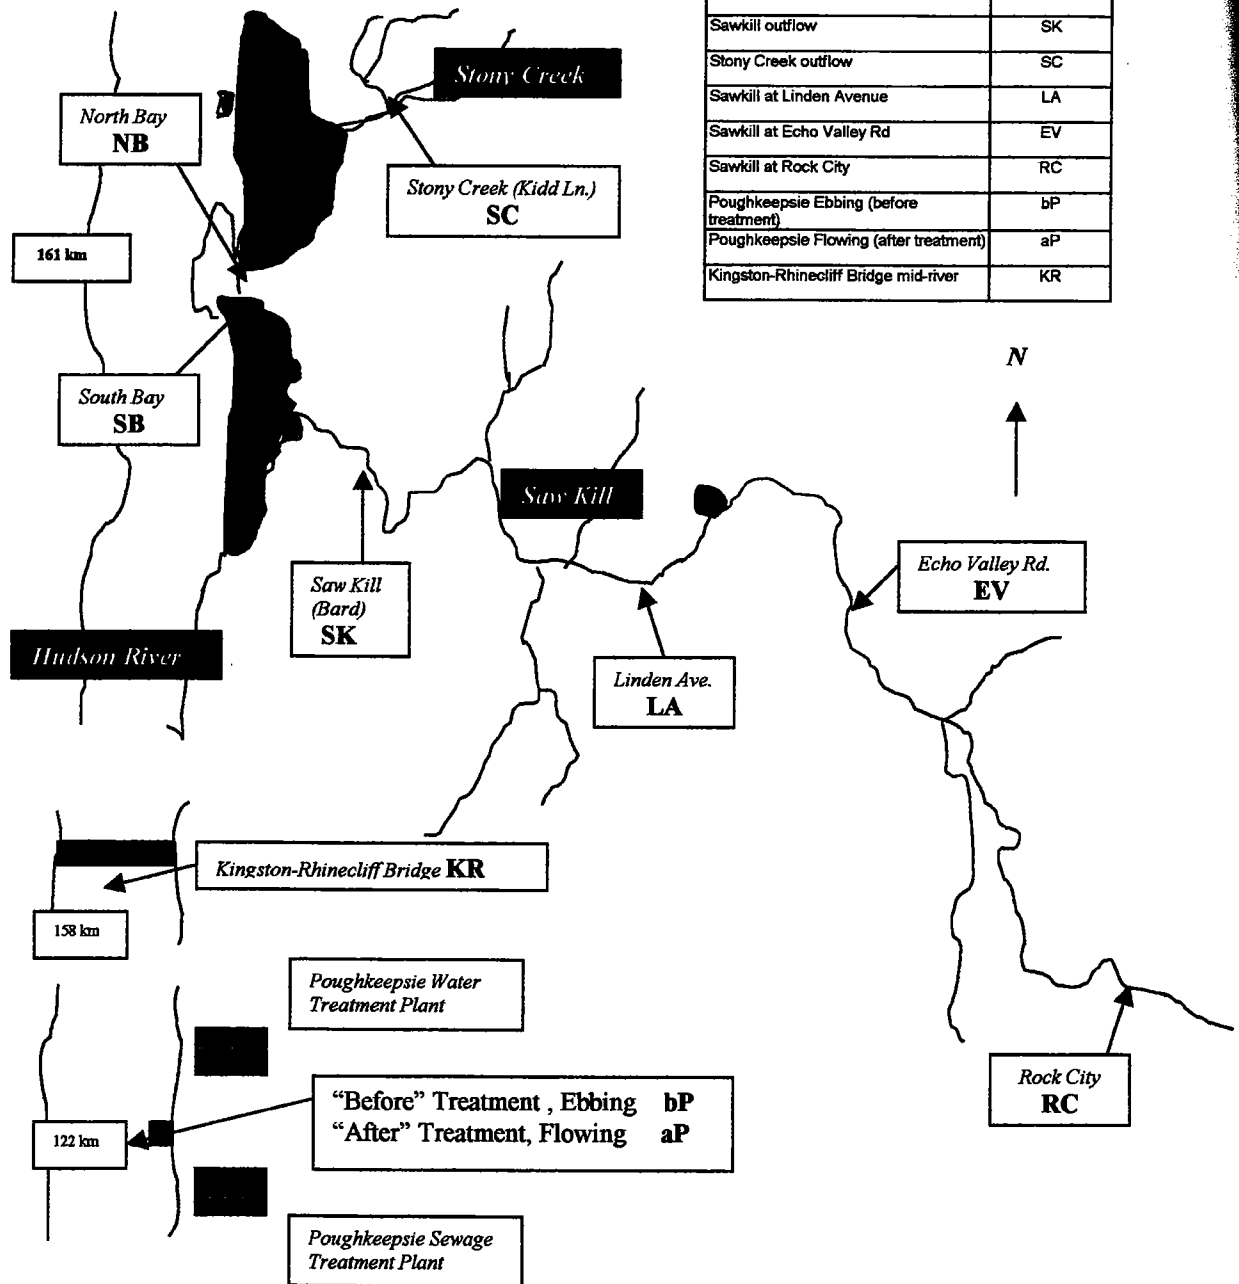 Sawkill outflow SK
Stony Creek outflow SC
Sawkill at Linden Avenue LA
Sawkill at Echo Valley Rd EV
Sawkill at Rock City RC
Poughkeepsie Ebbing (before bP
treatment)
Poughkeepsie Flowing (after treatment) aP
Kingston-Rhinecliff Bridge mid-river KR
Stony Creek
North Bay
NB
Stony Creek (Kidd Ln.)
SC
161 km
N
South Bay
SB
Saw Kill
Echo Valley Rd.
EV
Saw Kill
(Bard)
SK
Hudson River
Linden Ave.
LA
Kingston-Rhinecliff Bridge KR
158 km
Poughkeepsie Water
Treatment Plant
Rock City
RC
"Before" Treatment , Ebbing bP
"After" Treatment, Flowing aP
122 km
Poughkeepsie Sewage
Treatment Plant